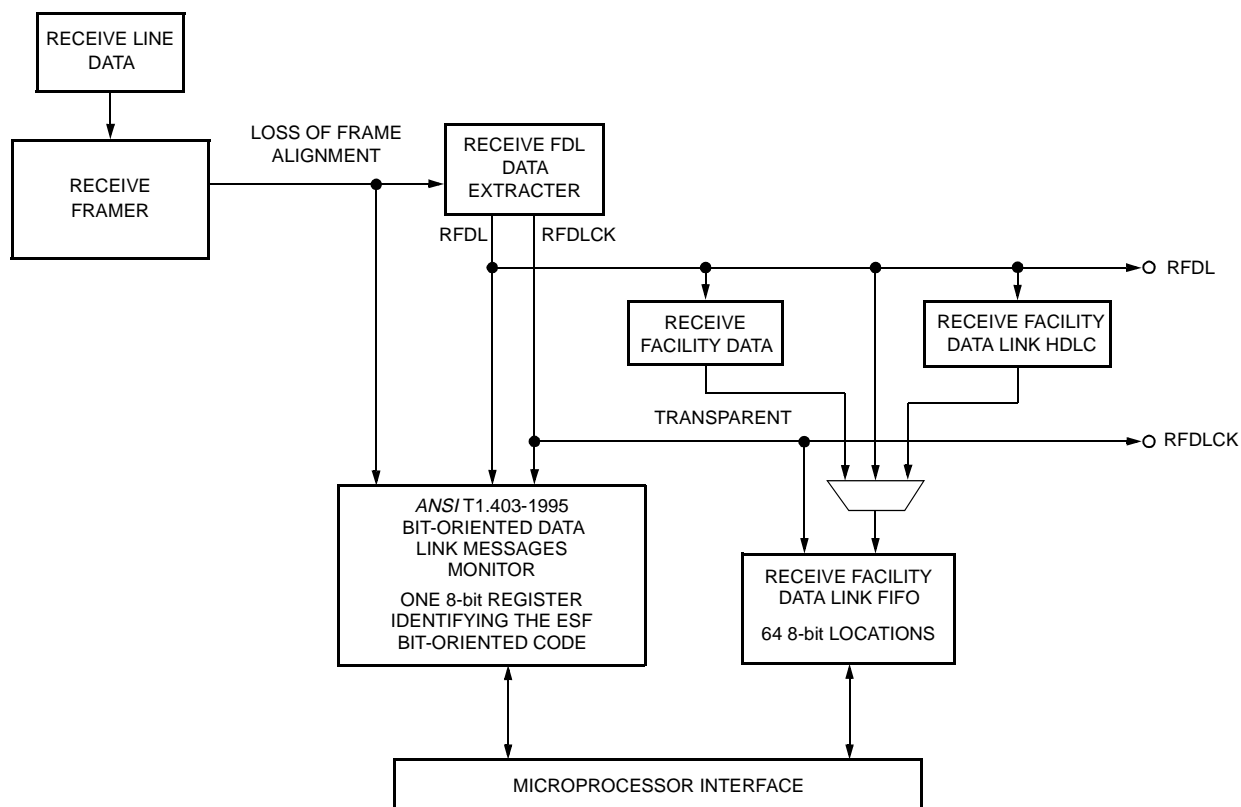 RECEIVE LINE
DATA
LOSS OF FRAME
ALIGNMENT
RECEIVE FDL
DATA
EXTRACTER
RECEIVE
FRAMER
RFDL
RFDLCK
RFDL
RECEIVE
FACILITY DATA
RECEIVE FACILITY
DATA LINK HDLC
TRANSPARENT
RFDLCK
ANSI T1.403-1995
BIT-ORIENTED DATA
LINK MESSAGES
MONITOR
ONE 8-bit REGISTER
IDENTIFYING THE ESF
BIT-ORIENTED CODE
RECEIVE FACILITY
DATA LINK FIFO
64 8-bit LOCATIONS
MICROPROCESSOR INTERFACE